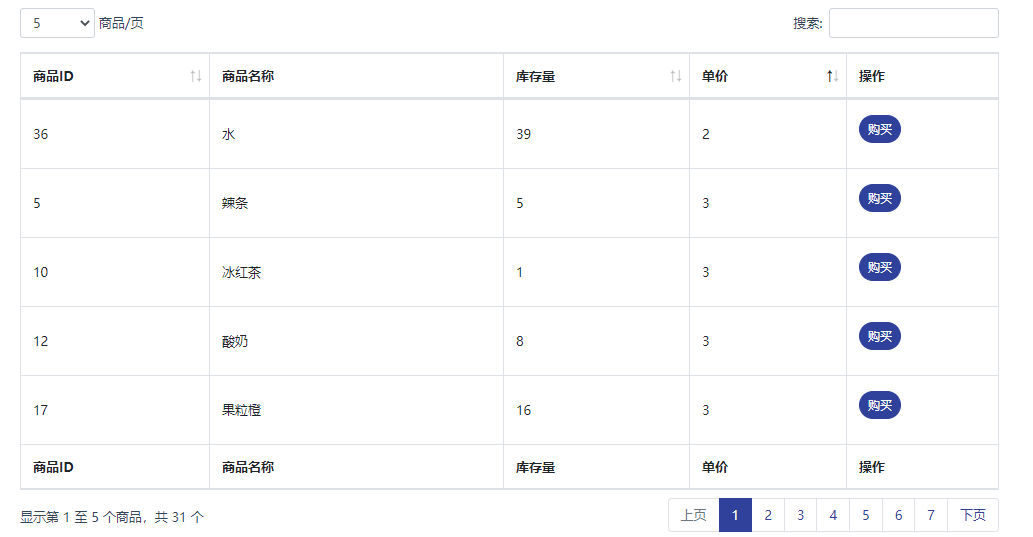 5 商品/页 搜索:
商品ID 商品名称 库存量 单价 操作
36 水 39 2 购买
5 辣条 5 3 购买
10 冰红茶 1 3 购买
12 酸奶 8 3 购买
17 果粒橙 16 3 购买
商品ID 商品名称 库存量 单价 操作
显示第 1 至 5 个商品，共 31 个 上页 1 2 3 4 5 6 7 下页